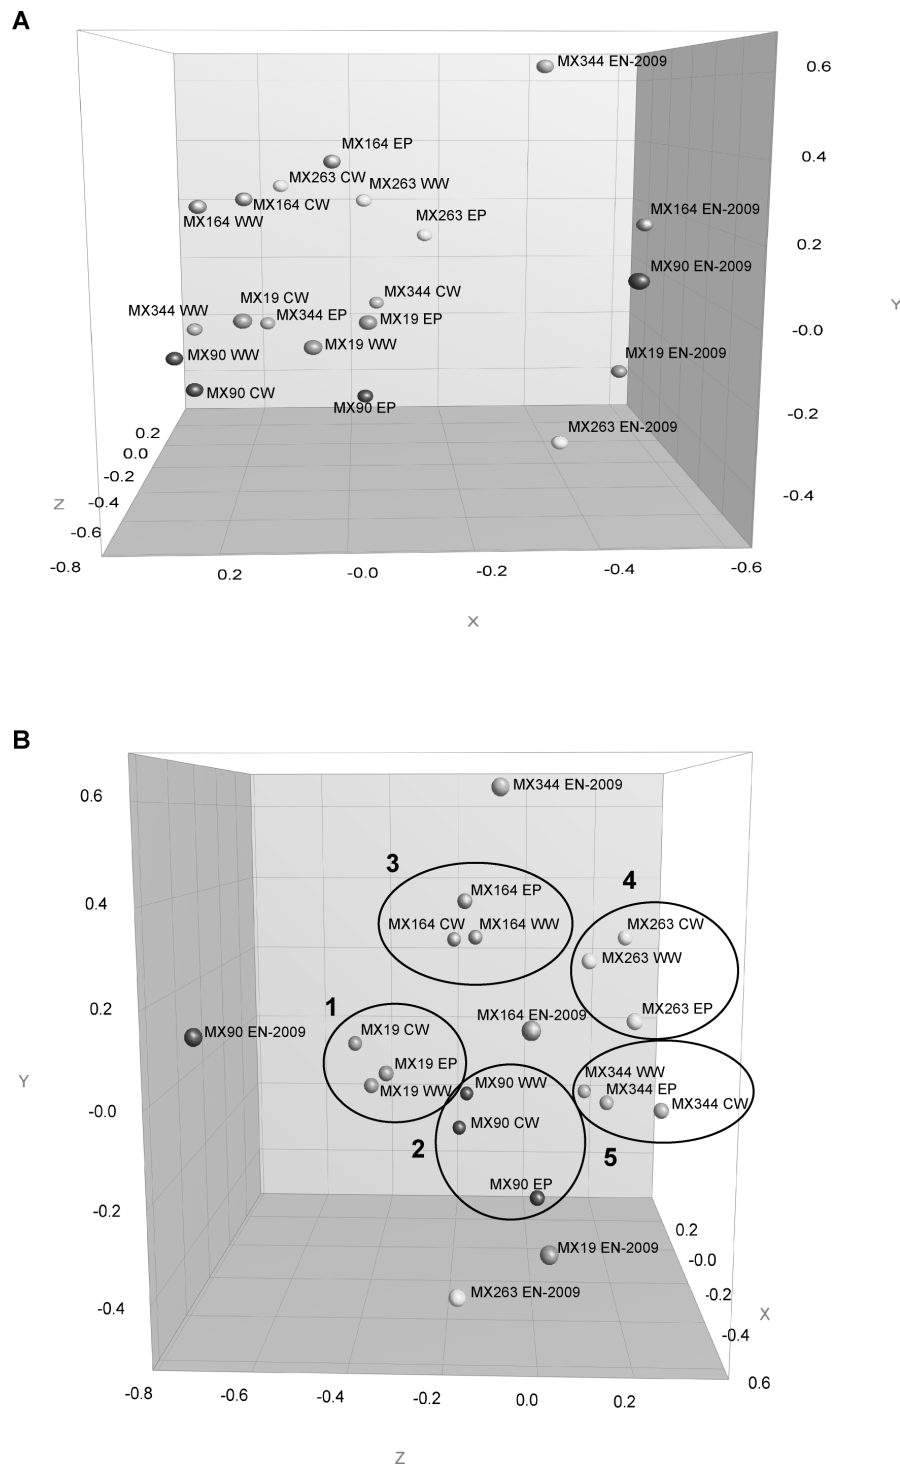 A
MX344 EN-2009
0.6
MX164 EP
0.4
MX263 CW
MX263 WW
MX164 CW
MX164 WW
MX263 EP
MX164 EN-2009
0.2
MX90 EN-2009
MX344 CW
MX19 CW
Y
MX344 WW
MX344 EP
MX19 EP
-0.0
MX19 WW
MX90 WW
MX19 EN-2009
MX90 CW
MX90 EP
-0.2
MX263 EN-2009
0.2
0.0
-0.2
-0.4
Z
-0.4
-0.6
-0.8
0.2
-0.0
-0.2
-0.4
-0.6
X
B
MX344 EN-2009
0.6
3
4
MX164 EP
0.4
MX164 CW
MX164 WW
MX263 CW
MX263 WW
1
0.2
MX263 EP
MX164 EN-2009
MX90 EN-2009
MX19 CW
MX19 EP
MX344 WW
Y
MX90 WW
MX19 WW
MX344 EP
MX344 CW
-0.0
MX90 CW
2
5
MX90 EP
-0.2
0.2
MX19 EN-2009
-0.0
MX263 EN-2009
-0.2
-0.4
X
-0.4
0.6
-0.8
-0.6
-0.4
-0.2
0.0
0.2
Z